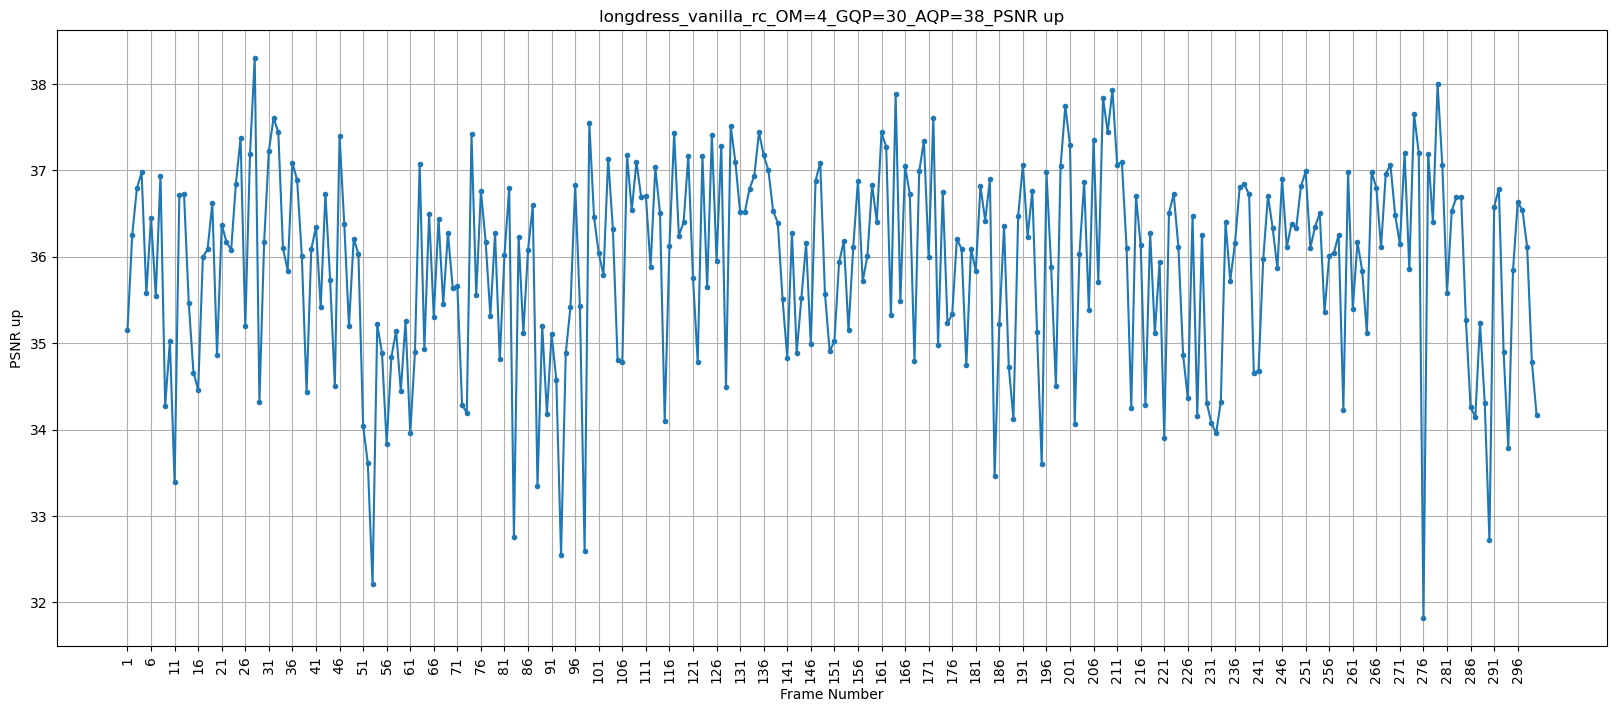 longdress_vanilla_rc_OM=4_GQP=30_AQP=38_PSNR up
PSNR up
38
37
36
35
34
33
32
1 6 11 16 21 26 31 36 41 46 51 56 61 66 71 76 81 86 91 96 101 106 111 116 121 126 131 136 141 146 151 156 161 166 171 176 181 186 191 196 201 206 211 216 221 226 231 236 241 246 251 256 261 266 271 276 281 286 291 296
Frame Number